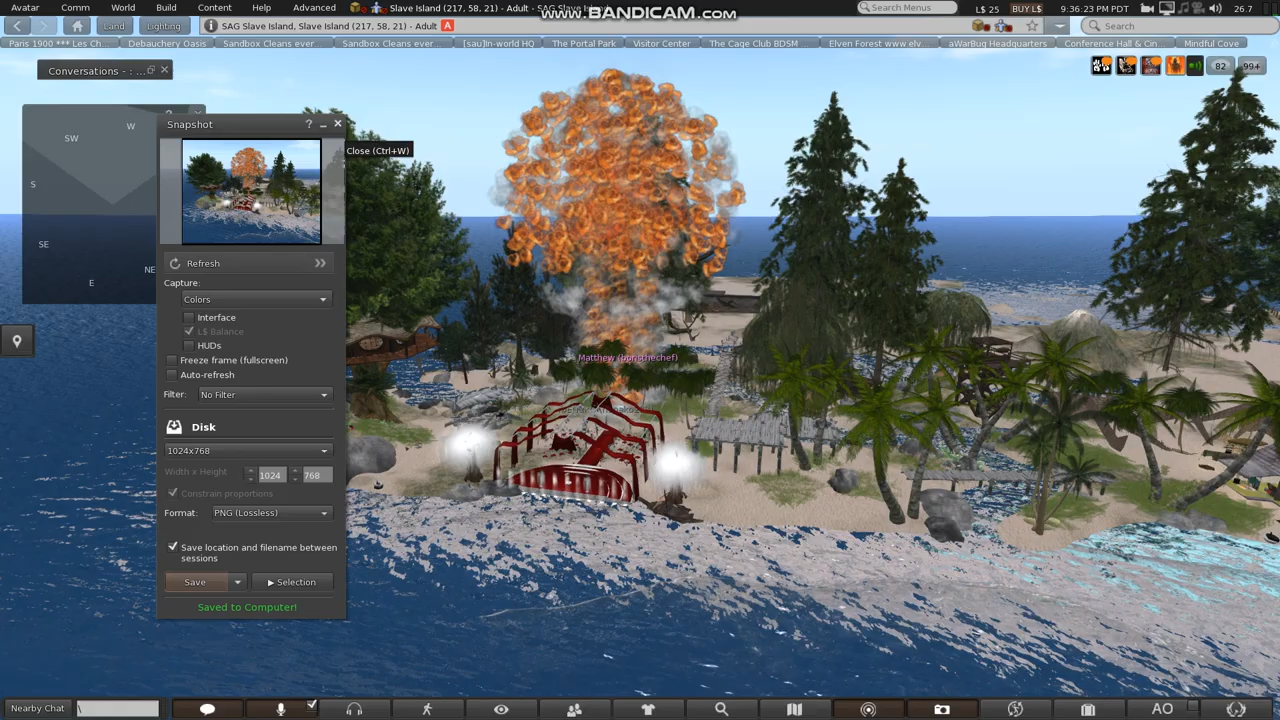 Avatar Comm World Build Content Help Advanced Slave Island (217, 58, 21) - Adult - SAG
WWW.BANDICAM.COM
Search Menus L$ 25 BUY L$ 9:36:23 PM PDT 26.7
Land Lighting SAG Slave Island, Slave Island (217, 58, 21) - Adult A Search
Paris 1900 *** Les Ch... Debauchery Oasis Sandbox Cleans ever... Sandbox Cleans ever [sau]In-world HQ The Portal Park Visitor Center The Cage Club BDSM ... Elven Forest www.elv... aWarBug Headquarters Conference Hall & Cin... Mindful Cove
Conversations - : ...
82 99+
W
SW
S
SE
NE
E
Snapshot ?
Close (Ctrl+W)
Refresh
Capture:
Colors
Interface
L$ Balance
HUDs
Freeze frame (fullscreen)
Auto-refresh
Filter: No Filter
Disk
1024x768
Width x Height 1024 768
Constrain proportions
Format: PNG (Lossless)
Save location and filename between
sessions
Save Selection
Saved to Computer!
Matthew (boristhechef)
Nearby Chat \ AO